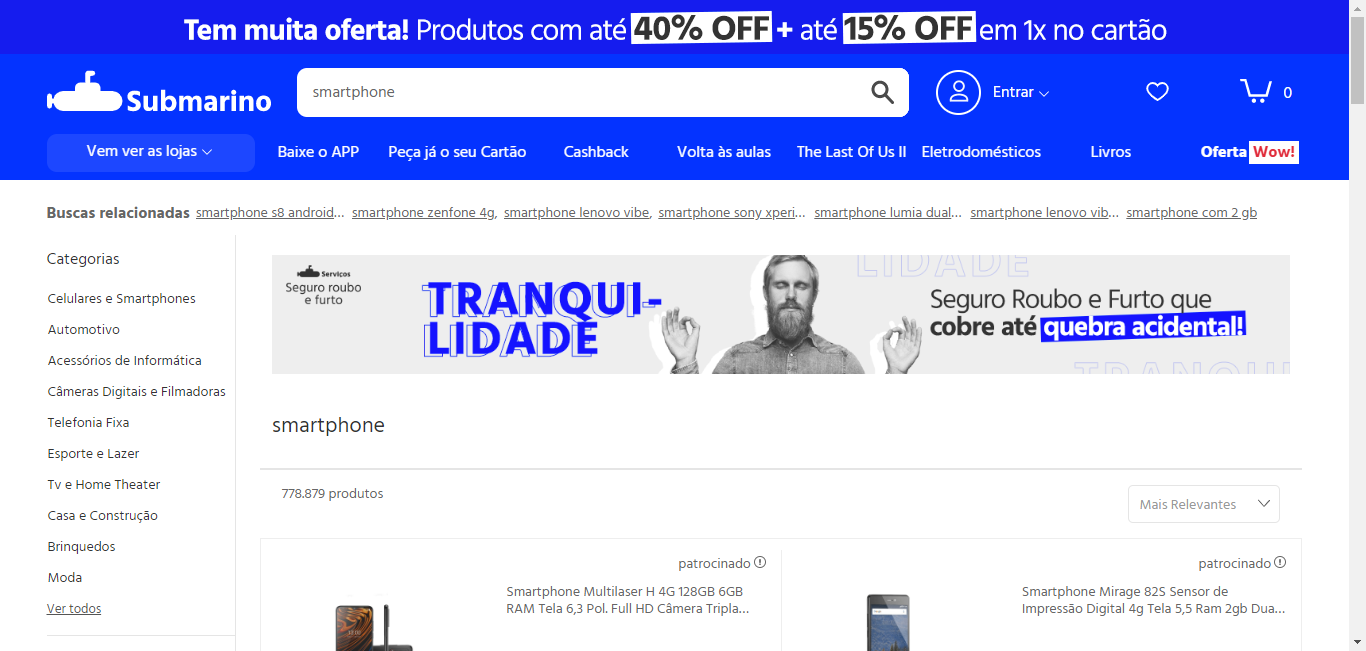 Tem muita oferta! Produtos com até 40% OFF + até 15% OFF em 1x no cartão
Submarino
smartphone
Entrar
0
Vem ver as lojas
Baixe o APP
Peça já o seu Cartão
Cashback
Volta às aulas
The Last Of Us II
Eletrodomésticos
Livros
Oferta Wow!
Buscas relacionadas smartphone s8 android... smartphone zenfone 4g, smartphone lenovo vibe, smartphone sony xperi... smartphone lumia dual... smartphone lenovo vib... smartphone com 2 gb
Categorias
Celulares e Smartphones
Automotivo
Acessórios de Informática
Câmeras Digitais e Filmadoras
Telefonia Fixa
Esporte e Lazer
Tv e Home Theater
Casa e Construção
Brinquedos
Moda
Ver todos
Serviços
Seguro roubo
e furto
TRANQUI-
LIDADE
LIDADE
Seguro Roubo e Furto que
cobre até quebra acidental!
TRANQUI
smartphone
778.879 produtos
Mais Relevantes
patrocinado
Smartphone Multilaser H 4G 128GB 6GB
RAM Tela 6,3 Pol. Full HD Câmera Tripla...
patrocinado
Smartphone Mirage 82S Sensor de
Impressão Digital 4g Tela 5,5 Ram 2gb Dua...